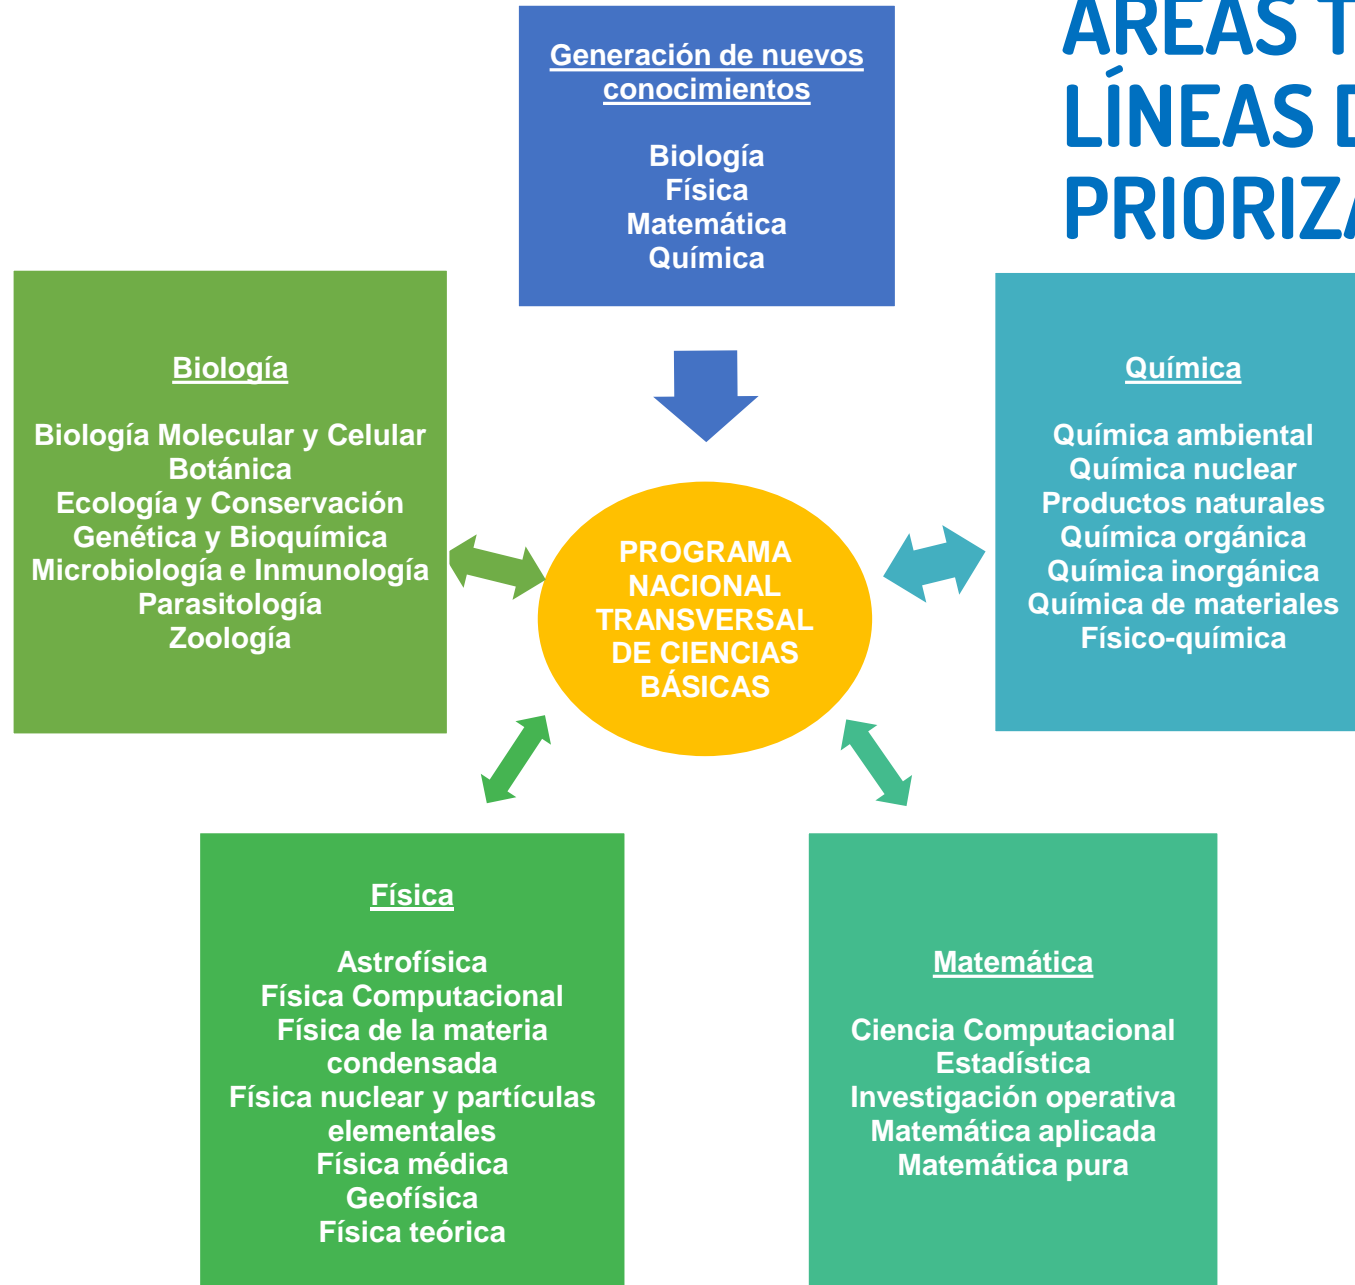 ÁREAS T
LÍNEAS D
PRIORIZA
Generación de nuevos
conocimientos
Biología
Física
Matemática
Química
Biología
Biología Molecular y Celular
Botánica
Ecología y Conservación
Genética y Bioquímica
Microbiología e Inmunología
Parasitología
Zoología
PROGRAMA
NACIONAL
TRANSVERSAL
DE CIENCIAS
BÁSICAS
Química
Química ambiental
Química nuclear
Productos naturales
Química orgánica
Química inorgánica
Química de materiales
Físico-química
Física
Astrofísica
Física Computacional
Física de la materia
condensada
Física nuclear y partículas
elementales
Física médica
Geofísica
Física teórica
Matemática
Ciencia Computacional
Estadística
Investigación operativa
Matemática aplicada
Matemática pura